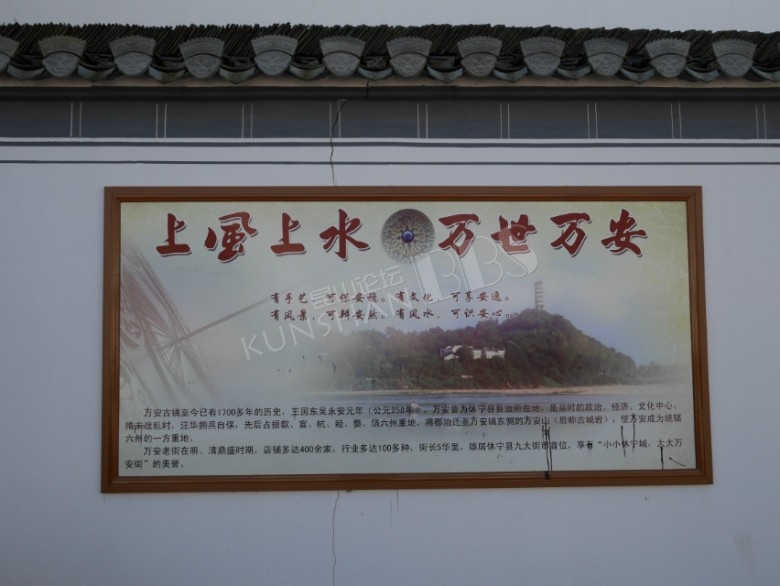 上风上水 万世万安
有手艺，可保安稳。有文化，可享安逸。
有风景，可翔安然。有风水，可识安心。
昆山论坛 BBS
KUNSHAN
万安古镇至今已有1700多年的历史，王国东吴永安元年（公元258年），万安曾为休宁县县治所在地，是当时的政治、经济、文化中心，
隋末战乱时，汪华拥兵自保，先后占据歙、宣、杭、睦、婺、饶六州重地，将郡治迁至万安镇东侧的万安山（后称古城岩），使万安成为统辖
六州的一方重地。
万安老街在明、清鼎盛时期，店铺多达400余家，行业多达100多种，街长5华里，雄居休宁县九大街市首位，享有“小小休宁城，大大万
安街”的美誉。